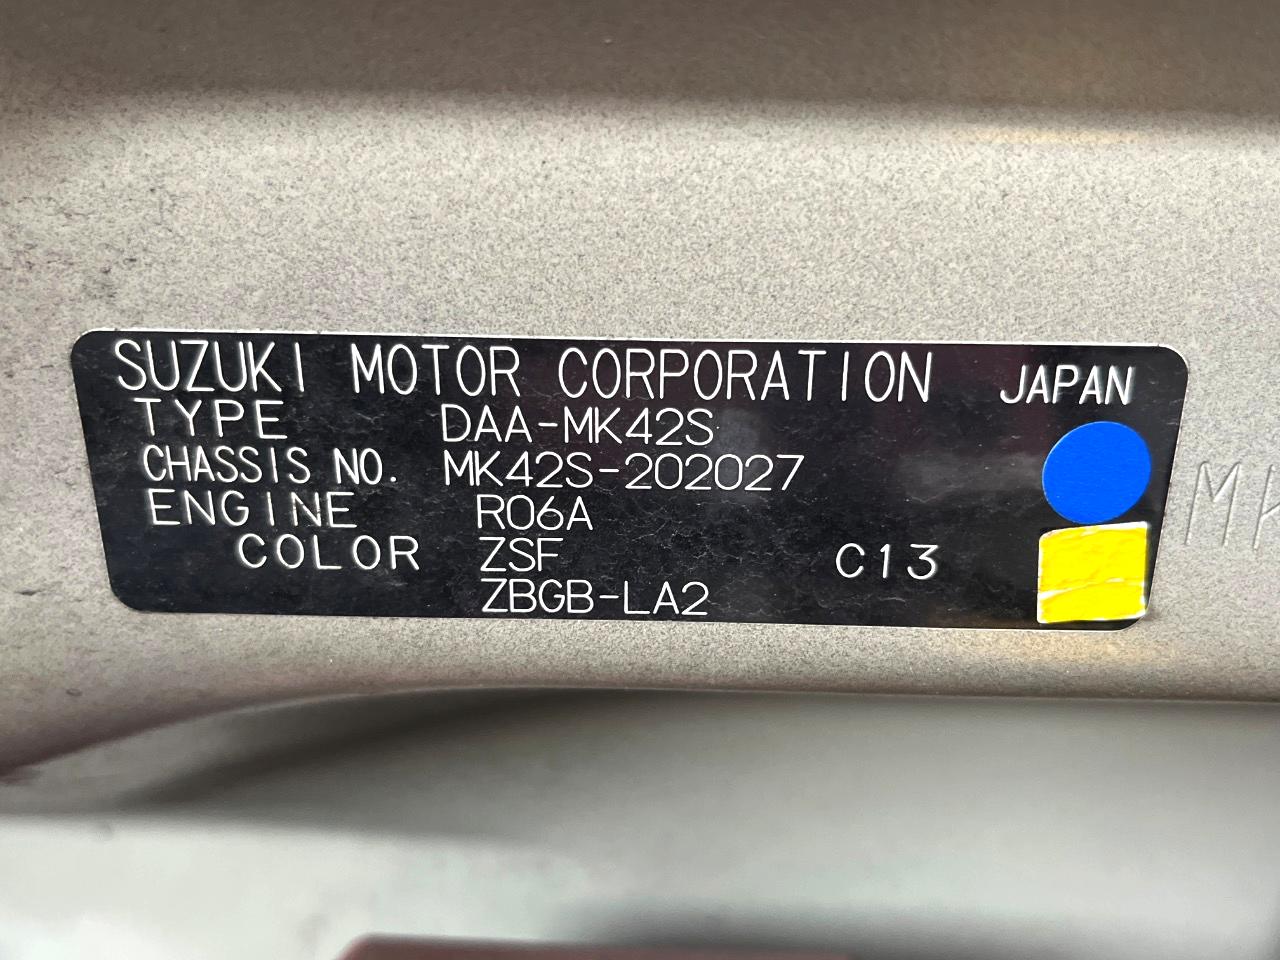 SUZUKI MOTOR CORPORATION JAPAN
TYPE DAA-MK42S
CHASSIS NO. MK42S-202027
ENGINE R06A
COLOR ZSF C13
ZBGB-LA2